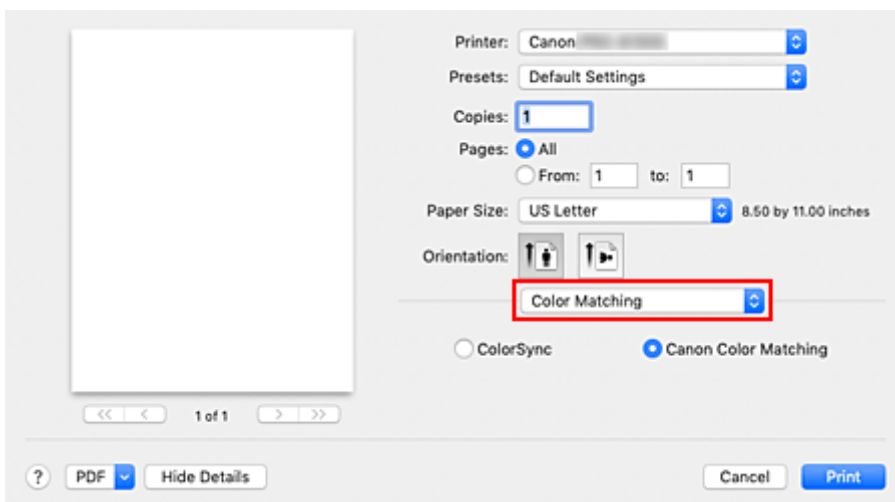 Printer: Canon
Presets: Default Settings
Copies: 1
Pages: All
From: 1 to: 1
Paper Size: US Letter 8.50 by 11.00 inches
Orientation:
Color Matching
ColorSync Canon Color Matching
<< < 1 of 1 > >>
? PDF Hide Details Cancel Print